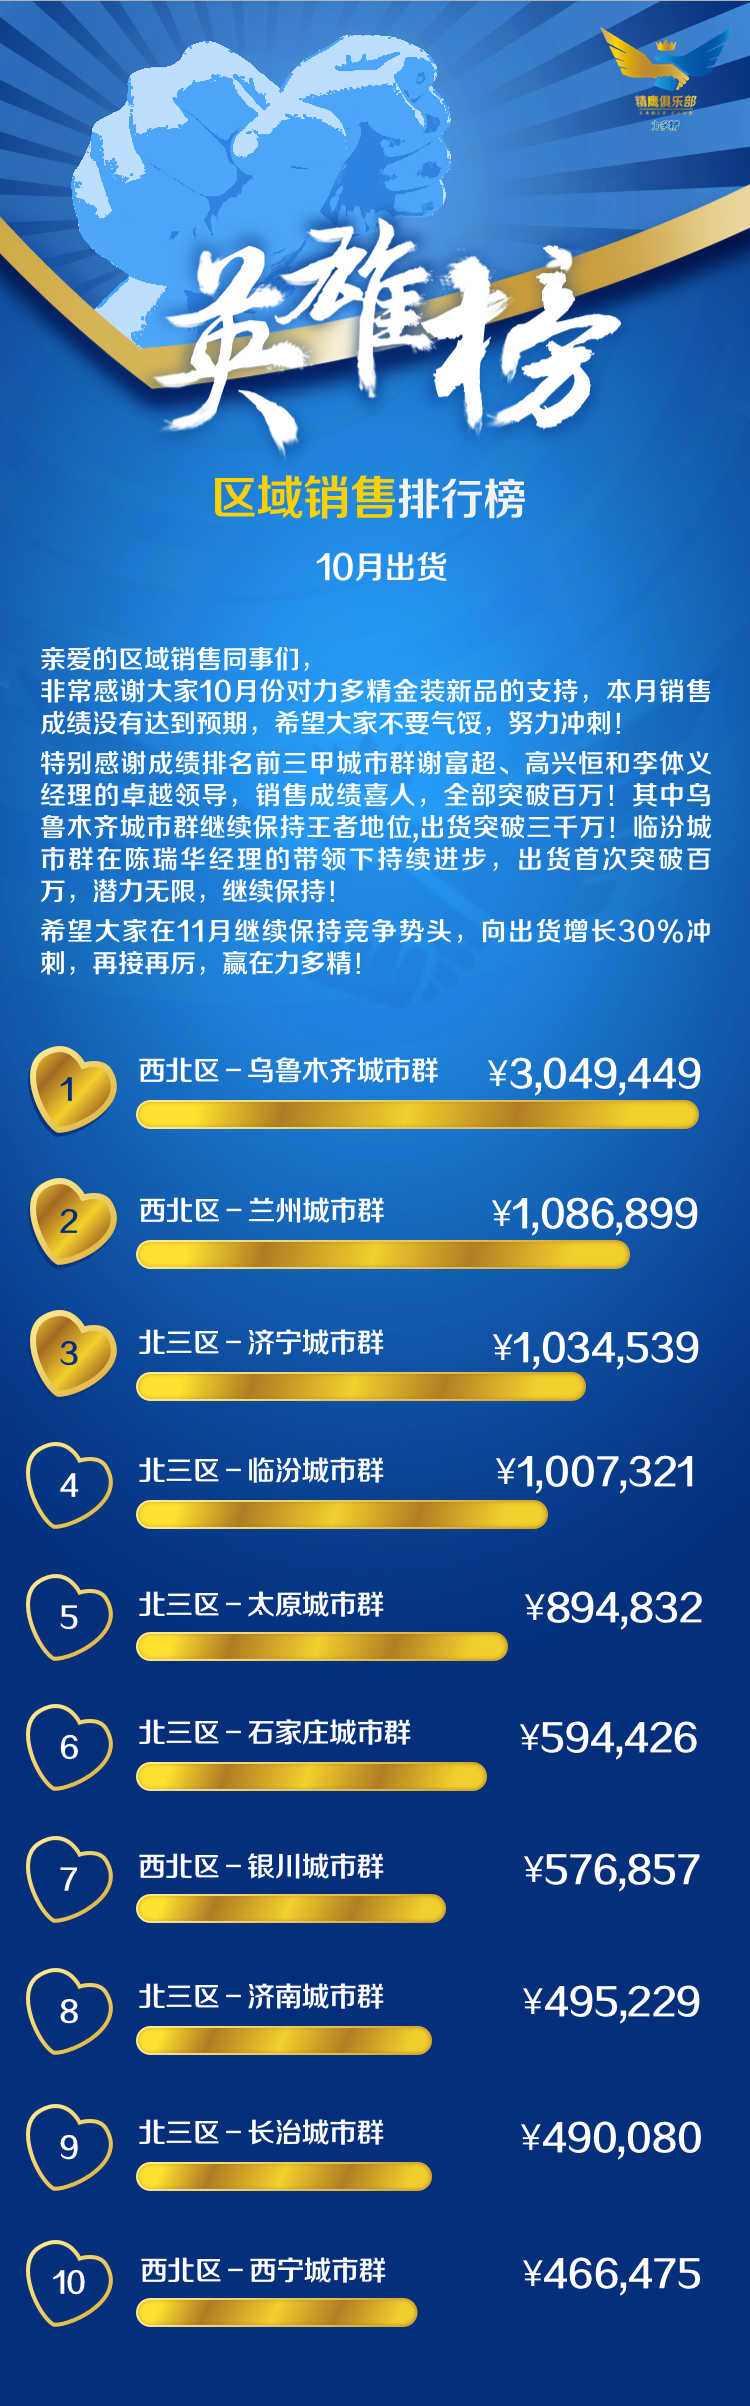 精鹰俱乐部
EAGLE CLUB
力多精
英雄榜
区域销售排行榜
10月出货
亲爱的区域销售同事们，
非常感谢大家10月份对力多精金装新品的支持，本月销售
成绩没有达到预期，希望大家不要气馁，努力冲刺！
特别感谢成绩排名前三甲城市群谢富超、高兴恒和李体义
经理的卓越领导，销售成绩喜人，全部突破百万！其中乌
鲁木齐城市群继续保持王者地位,出货突破三千万！临汾城
市群在陈瑞华经理的带领下持续进步，出货首次突破百
万，潜力无限，继续保持！
希望大家在11月继续保持竞争势头，向出货增长30%冲
刺，再接再厉，赢在力多精！
1 西北区－乌鲁木齐城市群 ¥3,049,449
2 西北区－兰州城市群 ¥1,086,899
3 北三区－济宁城市群 ¥1,034,539
4 北三区－临汾城市群 ¥1,007,321
5 北三区－太原城市群 ¥894,832
6 北三区－石家庄城市群 ¥594,426
7 西北区－银川城市群 ¥576,857
8 北三区－济南城市群 ¥495,229
9 北三区－长治城市群 ¥490,080
10 西北区－西宁城市群 ¥466,475